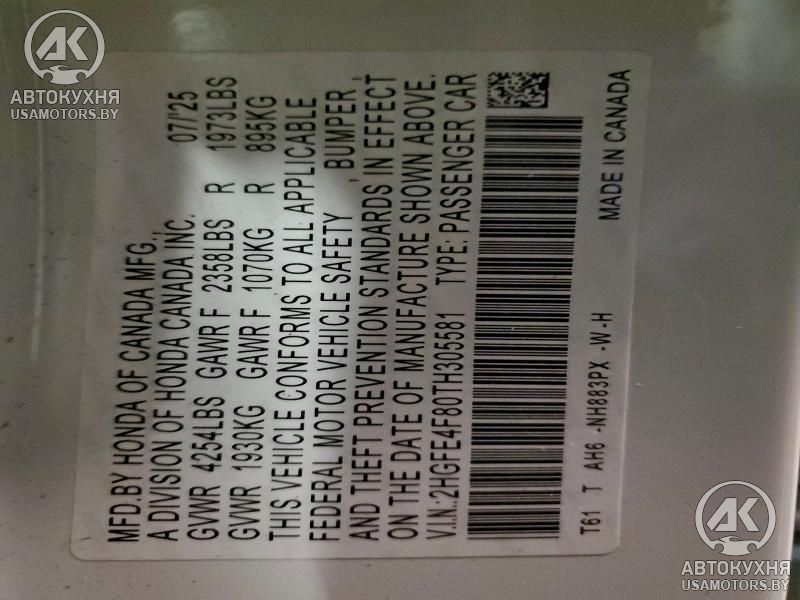 AK
АВТОКУХНЯ
USAMOTORS.BY
MFD.BY HONDA OF CANADA MFG.,
A DIVISION OF HONDA CANADA INC. 07/'25
GVWR 4254LBS GAWR F 2358LBS R 1973LBS
GVWR 1930KG GAWR F 1070KG R 895KG
THIS VEHICLE CONFORMS TO ALL APPLICABLE
FEDERAL MOTOR VEHICLE SAFETY, BUMPER,
AND THEFT PREVENTION STANDARDS IN EFFECT
ON THE DATE OF MANUFACTURE SHOWN ABOVE.
V.I.N.:2HGFE4F80TH305581 TYPE: PASSENGER CAR
T61 T AH6 -NH883PX -W-H
MADE IN CANADA
AK
АВТОКУХНЯ
USAMOTORS.BY